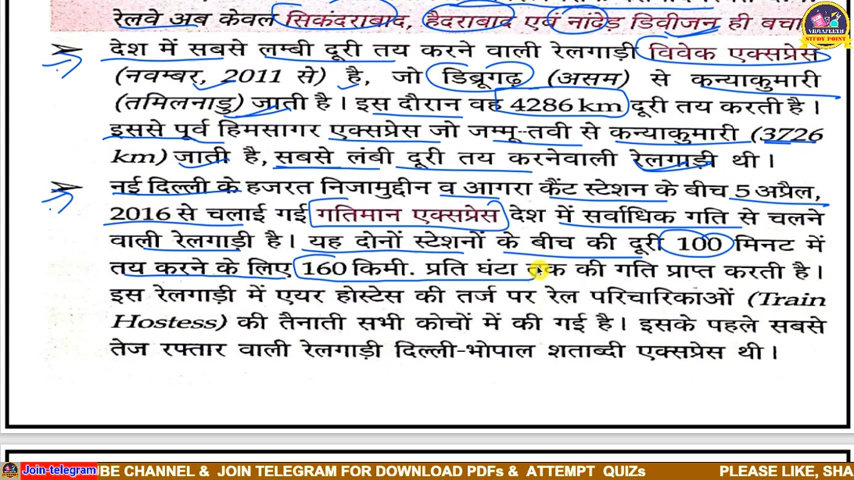 रेलवे अब केवल सिकंदराबाद, हैदराबाद एवं नांदेड़ डिवीजन ही बचा
STUDY POINT
➢ देश में सबसे लम्बी दूरी तय करने वाली रेलगाड़ी विवेक एक्सप्रेस
(नवम्बर, 2011 से) है, जो डिब्रूगढ़ (असम) से कन्याकुमारी
(तमिलनाडु) जाती है। इस दौरान वह 4286 km दूरी तय करती है।
इससे पूर्व हिमसागर एक्सप्रेस जो जम्मू-तवी से कन्याकुमारी (3726
km) जाती है, सबसे लंबी दूरी तय करनेवाली रेलगाड़ी थी।
➢ नई दिल्ली के हजरत निजामुद्दीन व आगरा कैंट स्टेशन के बीच 5 अप्रैल,
2016 से चलाई गई गतिमान एक्सप्रेस देश में सर्वाधिक गति से चलने
वाली रेलगाड़ी है। यह दोनों स्टेशनों के बीच की दूरी 100 मिनट में
तय करने के लिए 160 किमी. प्रति घंटा तक की गति प्राप्त करती है।
इस रेलगाड़ी में एयर होस्टेस की तर्ज पर रेल परिचारिकाओं (Train
Hostess) की तैनाती सभी कोचों में की गई है। इसके पहले सबसे
तेज रफ्तार वाली रेलगाड़ी दिल्ली-भोपाल शताब्दी एक्सप्रेस थी।
Join-telegram BE CHANNEL & JOIN TELEGRAM FOR DOWNLOAD PDFs & ATTEMPT QUIZs PLEASE LIKE, SHA